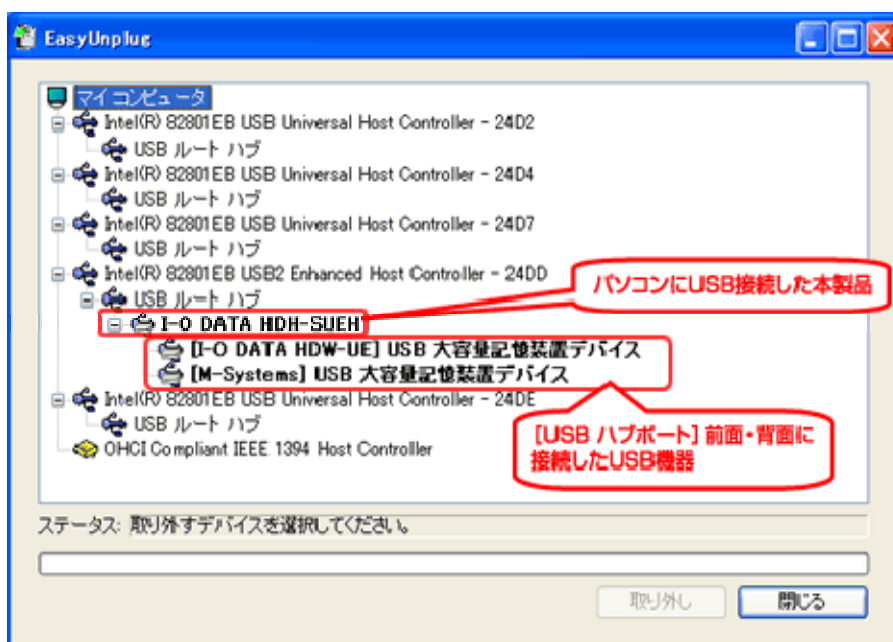 EasyUnplug
マイ コンピュータ
Intel(R) 82801EB USB Universal Host Controller - 24D2
USB ルート ハブ
Intel(R) 82801EB USB Universal Host Controller - 24D4
USB ルート ハブ
Intel(R) 82801EB USB Universal Host Controller - 24D7
USB ルート ハブ
Intel(R) 82801EB USB2 Enhanced Host Controller - 24DD
パソコンにUSB接続した本製品
USB ルート ハブ
I-O DATA HDH-SUEH
[I-O DATA HDW-UE] USB 大容量記憶装置デバイス
[M-Systems] USB 大容量記憶装置デバイス
Intel(R) 82801EB USB Universal Host Controller - 24DE
USB ルート ハブ
[USB ハブポート] 前面・背面に
接続したUSB機器
OHCI Compliant IEEE 1394 Host Controller
ステータス: 取り外すデバイスを選択してください。
取り外し
閉じる